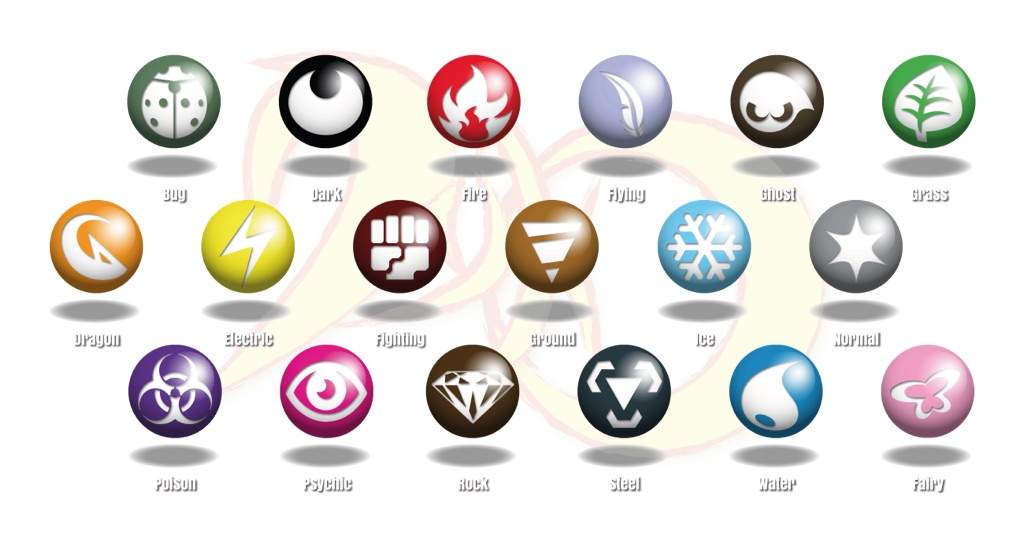 Bug Dark Fire Flying Ghost Grass
Dragon Electric Fighting Ground Ice Normal
Poison Psychic Rock Steel Water Fairy